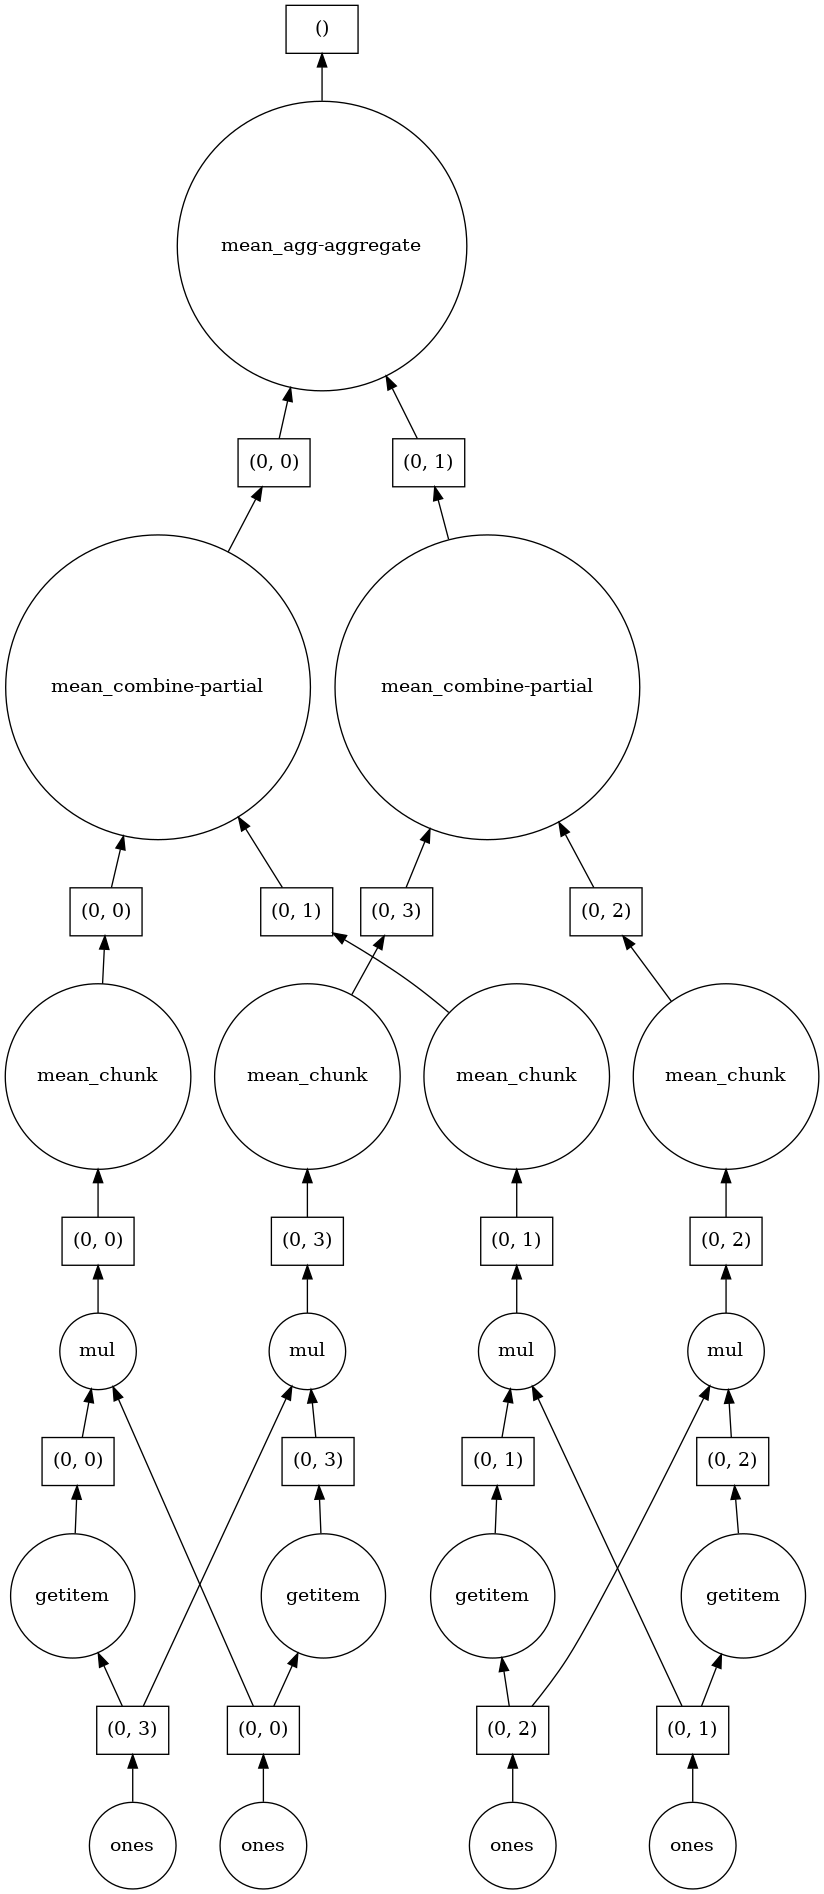 ()
mean_agg-aggregate
(0, 0)
(0, 1)
mean_combine-partial
mean_combine-partial
(0, 0)
(0, 1)
(0, 3)
(0, 2)
mean_chunk
mean_chunk
mean_chunk
mean_chunk
(0, 0)
(0, 3)
(0, 1)
(0, 2)
mul
mul
mul
mul
(0, 0)
(0, 3)
(0, 1)
(0, 2)
getitem
getitem
getitem
getitem
(0, 3)
(0, 0)
(0, 2)
(0, 1)
ones
ones
ones
ones